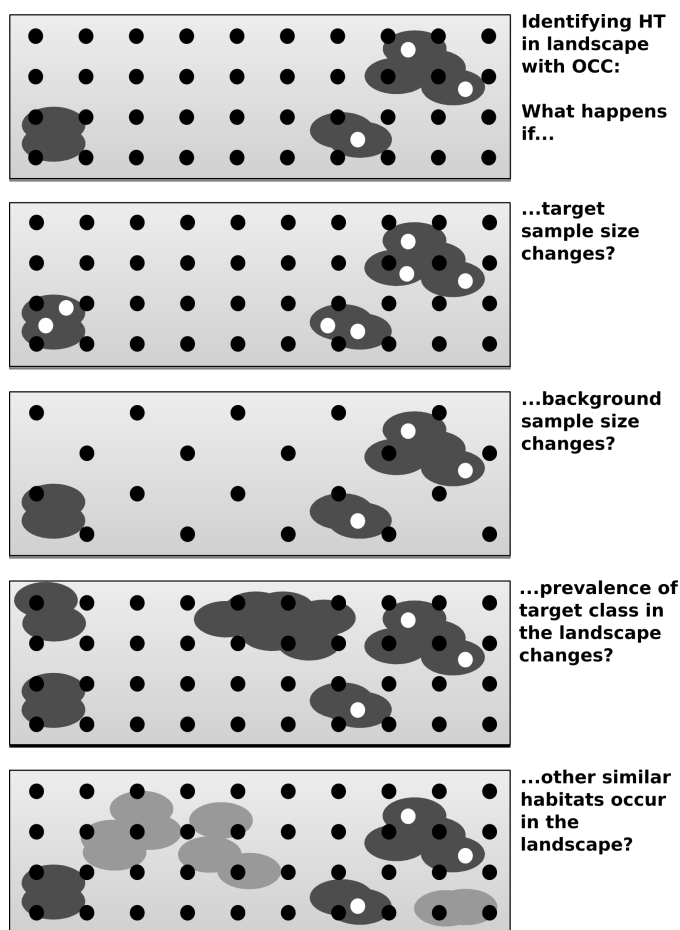 Identifying HT
in landscape
with OCC:
What happens
if...
...target
sample size
changes?
...background
sample size
changes?
...prevalence of
target class in
the landscape
changes?
...other similar
habitats occur
in the
landscape?